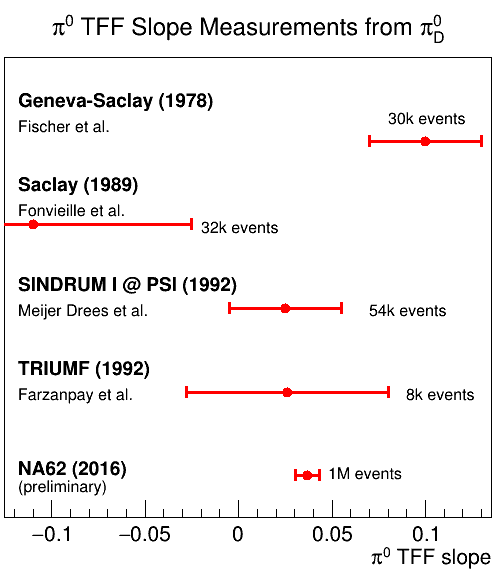 π⁰ TFF Slope Measurements from π⁰_D
Geneva-Saclay (1978)
30k events
Fischer et al.
Saclay (1989)
Fonvieille et al.
32k events
SINDRUM I @ PSI (1992)
Meijer Drees et al.
54k events
TRIUMF (1992)
Farzanpay et al.
8k events
NA62 (2016)
1M events
(preliminary)
−0.1 −0.05 0 0.05 0.1
π⁰ TFF slope